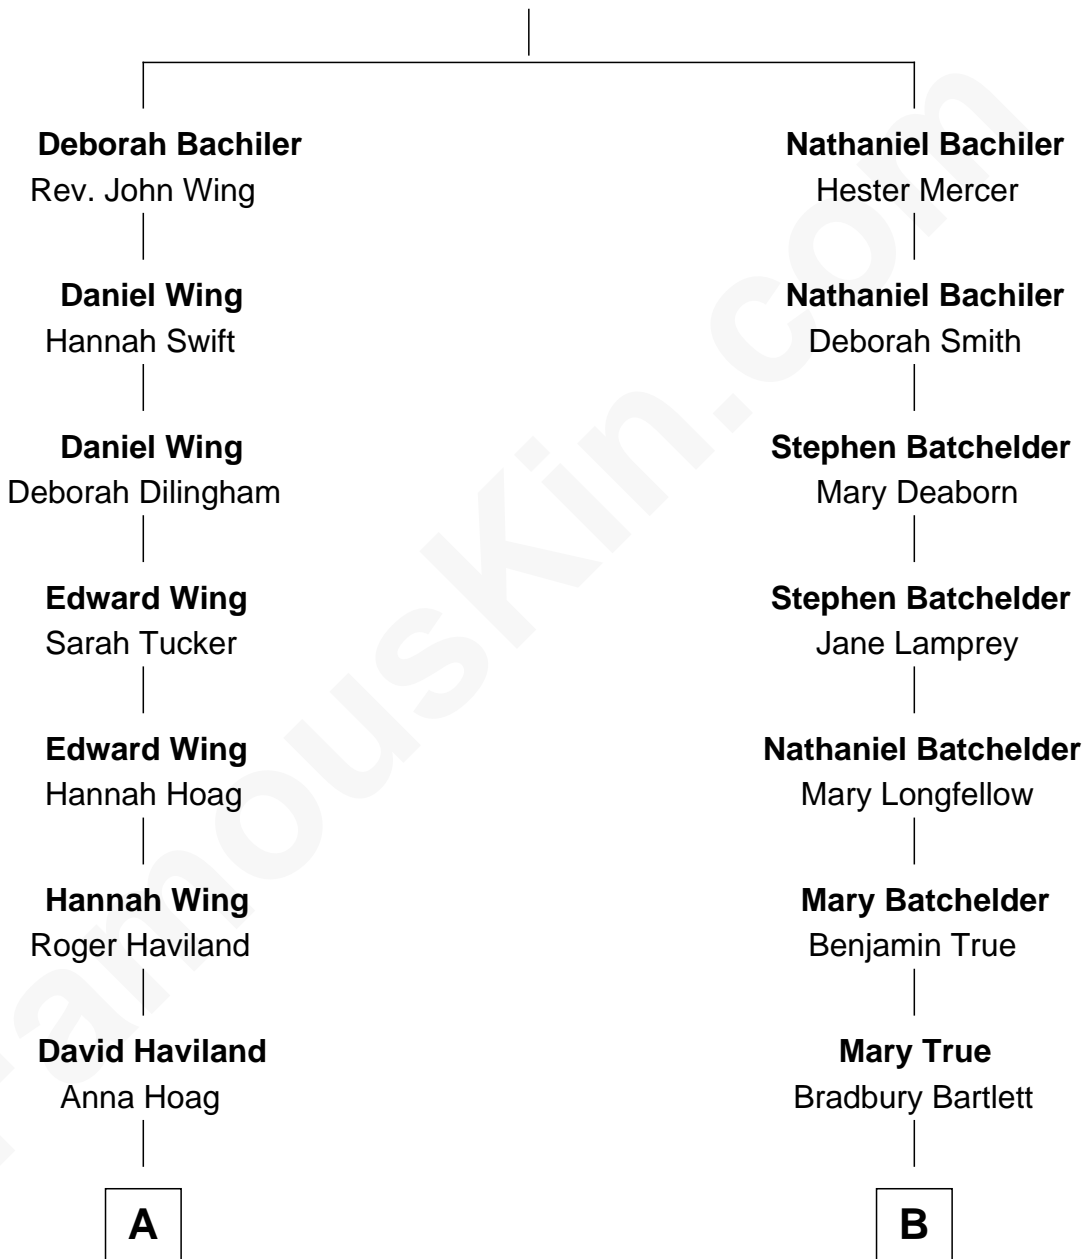 Deborah Bachiler
Rev. John Wing
Daniel Wing
Hannah Swift
Daniel Wing
Deborah Dilingham
Edward Wing
Sarah Tucker
Edward Wing
Hannah Hoag
Hannah Wing
Roger Haviland
David Haviland
Anna Hoag
A
Nathaniel Bachiler
Hester Mercer
Nathaniel Bachiler
Deborah Smith
Stephen Batchelder
Mary Deaborn
Stephen Batchelder
Jane Lamprey
Nathaniel Batchelder
Mary Longfellow
Mary Batchelder
Benjamin True
Mary True
Bradbury Bartlett
B
FamousKin.com